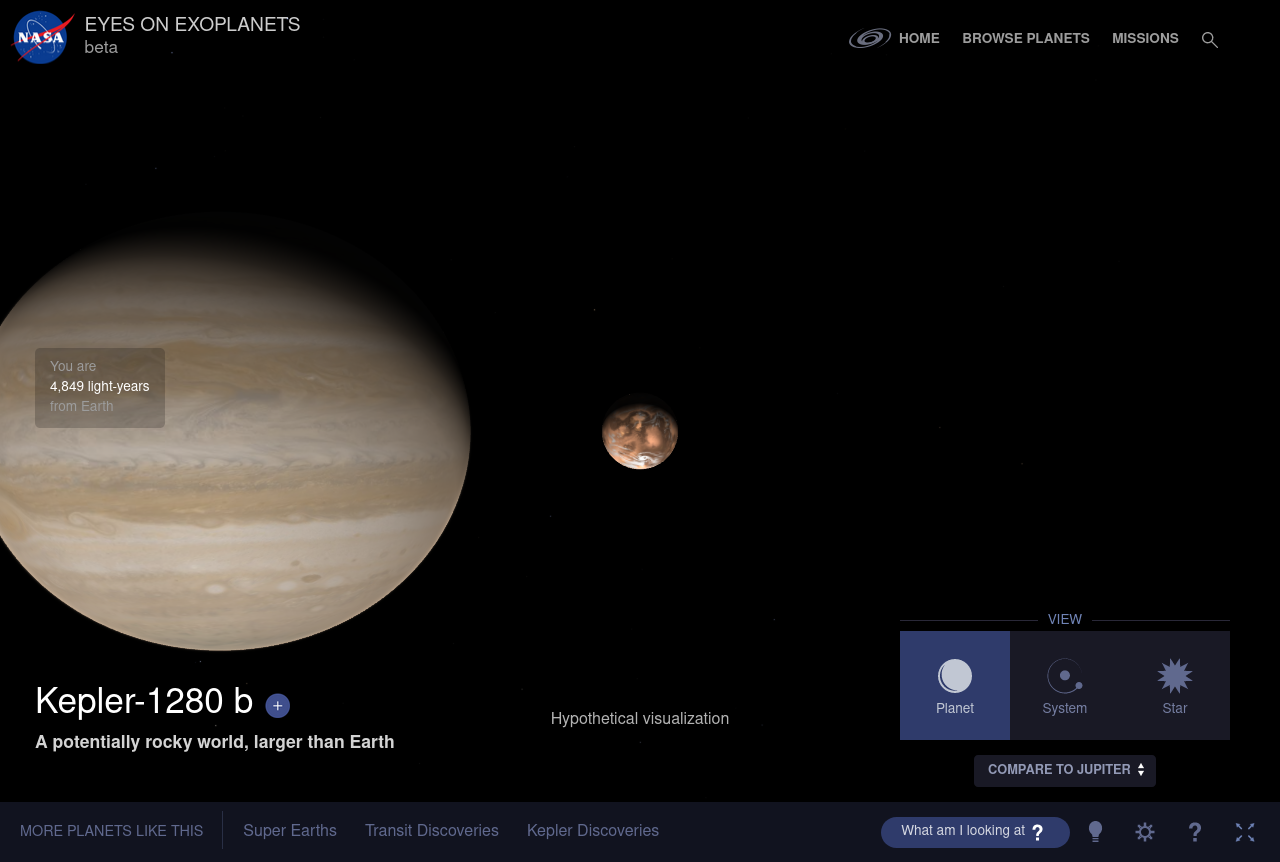 NASA
EYES ON EXOPLANETS
beta
HOME
BROWSE PLANETS
MISSIONS
You are
4,849 light-years
from Earth
Kepler-1280 b +
A potentially rocky world, larger than Earth
Hypothetical visualization
VIEW
Planet
System
Star
COMPARE TO JUPITER
MORE PLANETS LIKE THIS
Super Earths
Transit Discoveries
Kepler Discoveries
What am I looking at ?
?